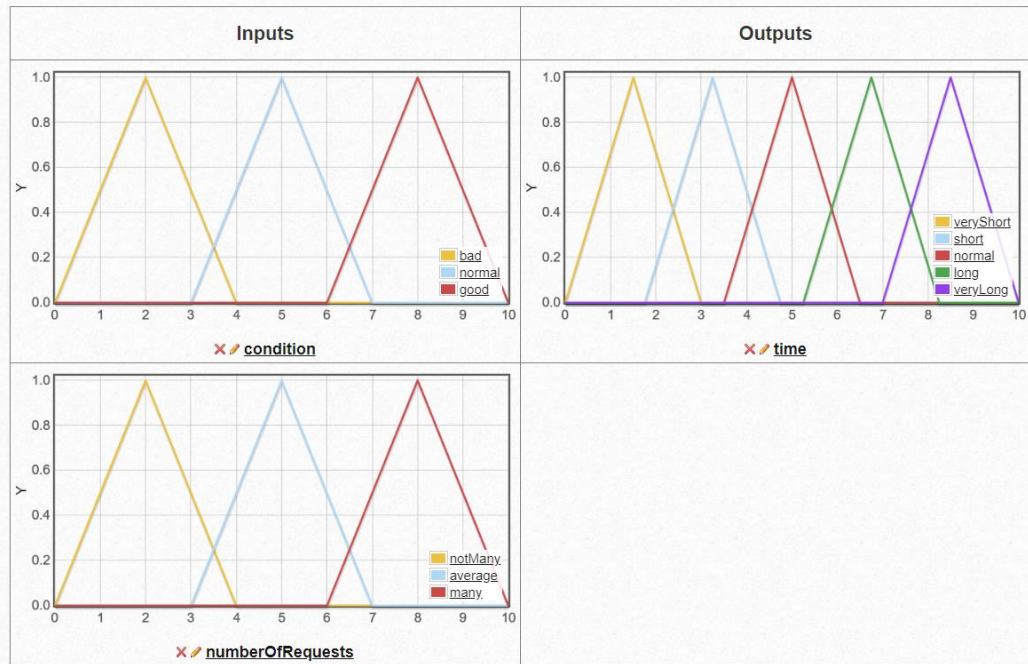 Inputs
Outputs
1.0
0.8
0.6
0.4
0.2
0.0
Y
bad
normal
good
0 1 2 3 4 5 6 7 8 9 10
condition
1.0
0.8
0.6
0.4
0.2
0.0
Y
veryShort
short
normal
long
veryLong
0 1 2 3 4 5 6 7 8 9 10
time
1.0
0.8
0.6
0.4
0.2
0.0
Y
notMany
average
many
0 1 2 3 4 5 6 7 8 9 10
numberOfRequests